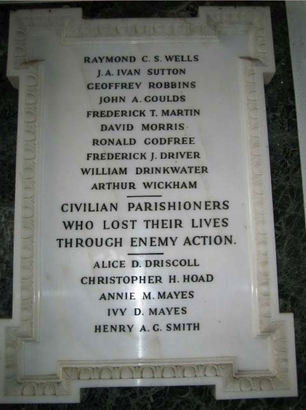 RAYMOND C. S. WELLS
J. A. IVAN SUTTON
GEOFFREY ROBBINS
JOHN A. GOULDS
FREDERICK T. MARTIN
DAVID MORRIS
RONALD GODFREE
FREDERICK J. DRIVER
WILLIAM DRINKWATER
ARTHUR WICKHAM
CIVILIAN PARISHIONERS
WHO LOST THEIR LIVES
THROUGH ENEMY ACTION.
ALICE D. DRISCOLL
CHRISTOPHER H. HOAD
ANNIE M. MAYES
IVY D. MAYES
HENRY A. G. SMITH